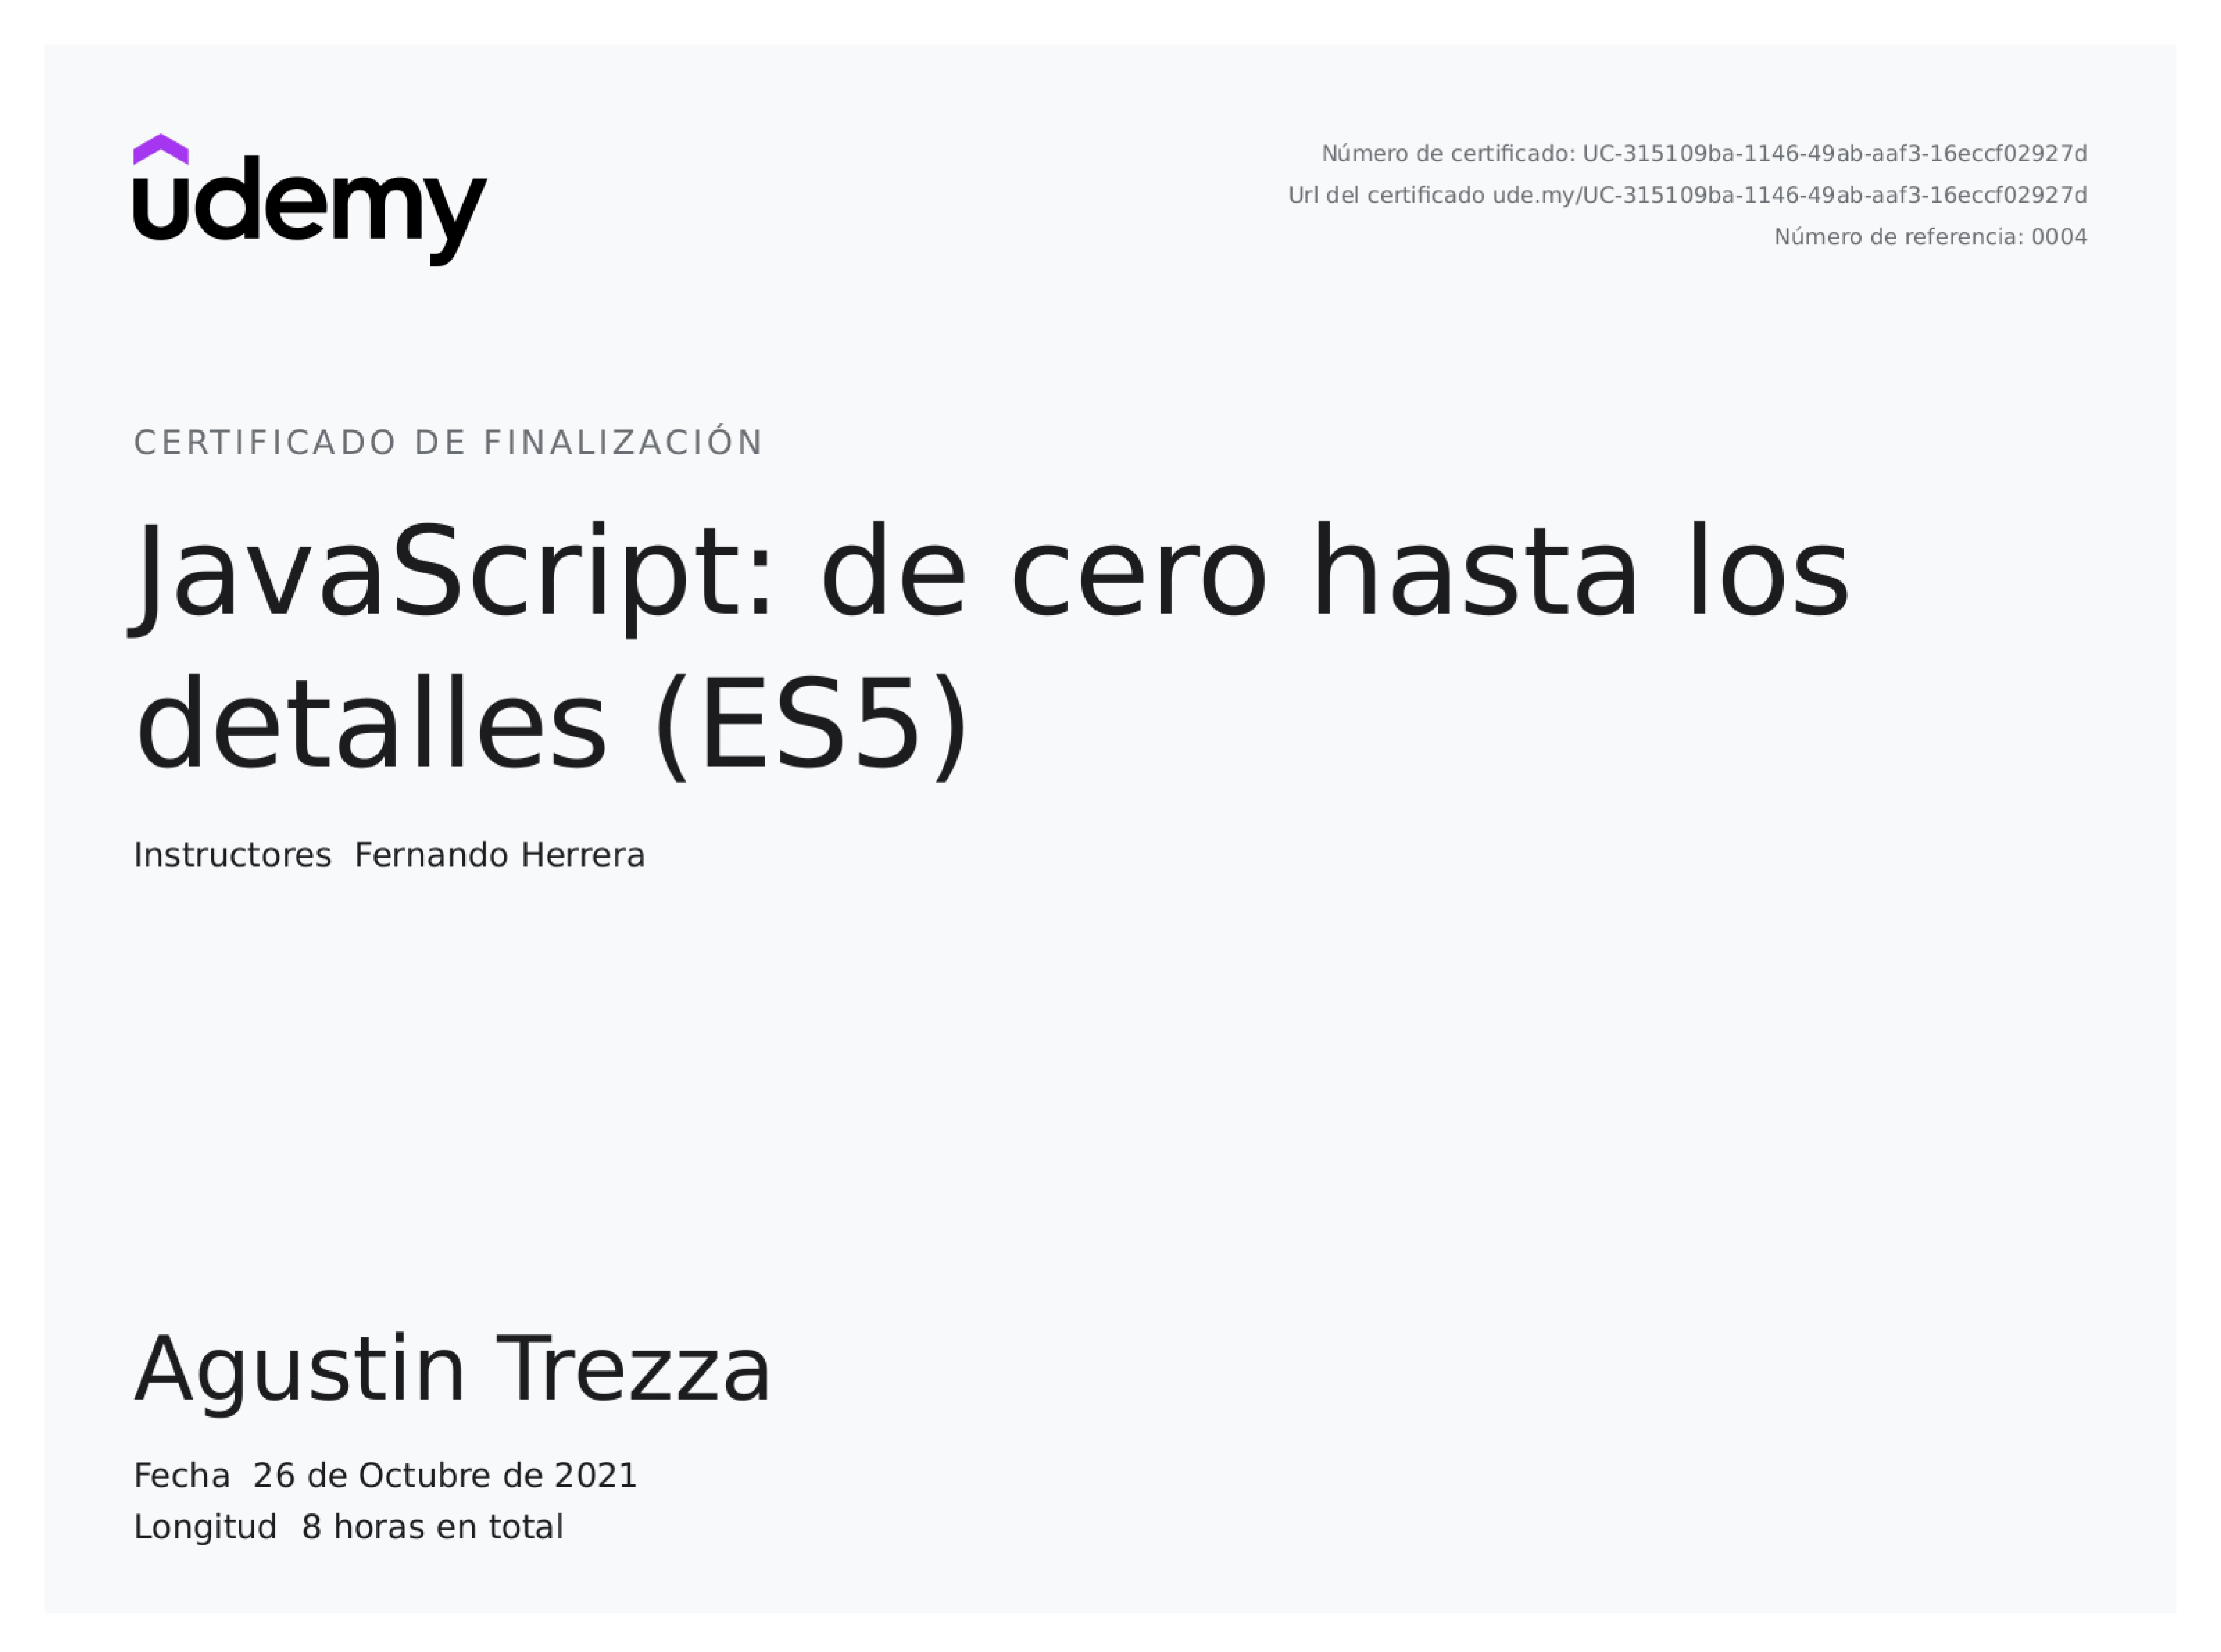 udemy
Número de certificado: UC-315109ba-1146-49ab-aaf3-16eccf02927d
Url del certificado ude.my/UC-315109ba-1146-49ab-aaf3-16eccf02927d
Número de referencia: 0004
CERTIFICADO DE FINALIZACIÓN
JavaScript: de cero hasta los
detalles (ES5)
Instructores Fernando Herrera
Agustin Trezza
Fecha 26 de Octubre de 2021
Longitud 8 horas en total